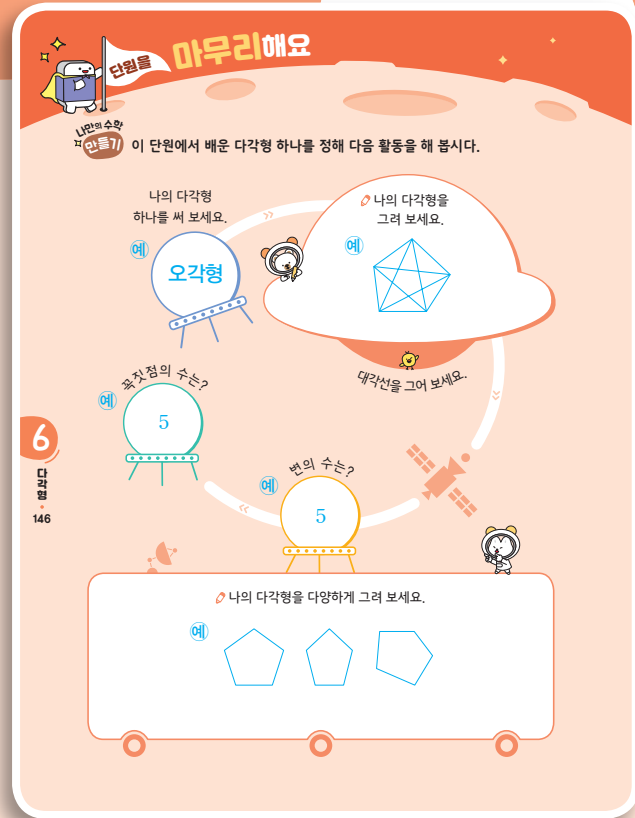 단원을 마무리해요
나만의 수학
만들기
이 단원에서 배운 다각형 하나를 정해 다음 활동을 해 봅시다.
나의 다각형
하나를 써 보세요.
예
오각형
나의 다각형을
그려 보세요.
예
대각선을 그어 보세요.
변의 수는?
예
5
꼭짓점의 수는?
예
5
나의 다각형을 다양하게 그려 보세요.
예
6
다각형
146